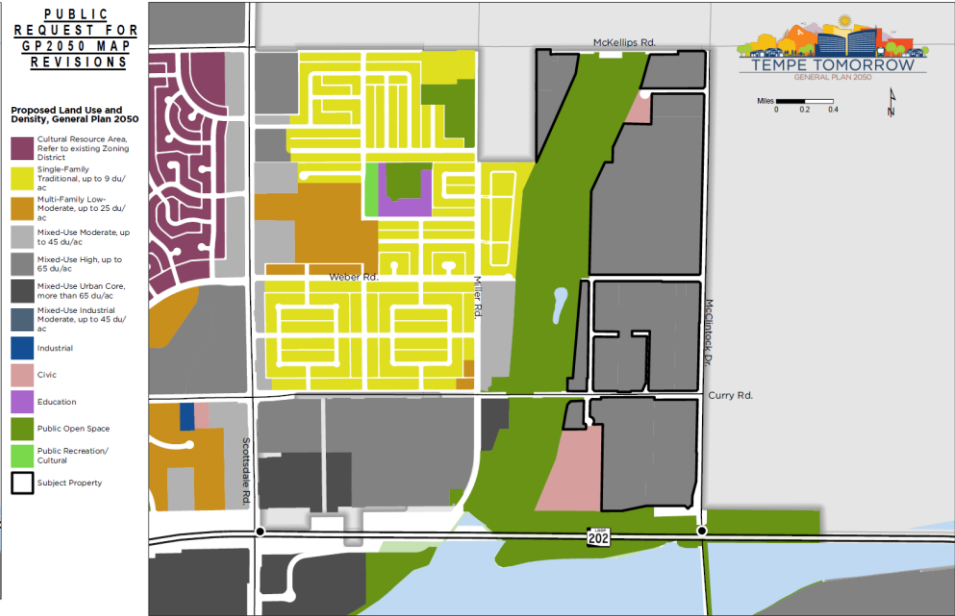 PUBLIC
REQUEST FOR
GP2050 MAP
REVISIONS
Proposed Land Use and
Density, General Plan 2050
Cultural Resource Area,
Refer to existing Zoning
District
Single-Family
Traditional, up to 9 du/
ac
Multi-Family Low-
Moderate, up to 25 du/
ac
Mixed-Use Moderate, up
to 45 du/ac
Mixed-Use High, up to
65 du/ac
Mixed-Use Urban Core,
more than 65 du/ac
Mixed-Use Industrial
Moderate, up to 45 du/
ac
Industrial
Civic
Education
Public Open Space
Public Recreation/
Cultural
Subject Property
McKellips Rd.
Weber Rd.
Miller Rd.
McClintock Dr.
Curry Rd.
Scottsdale Rd.
LOOP
202
TEMPE TOMORROW
GENERAL PLAN 2050
Miles
0 0.2 0.4
N